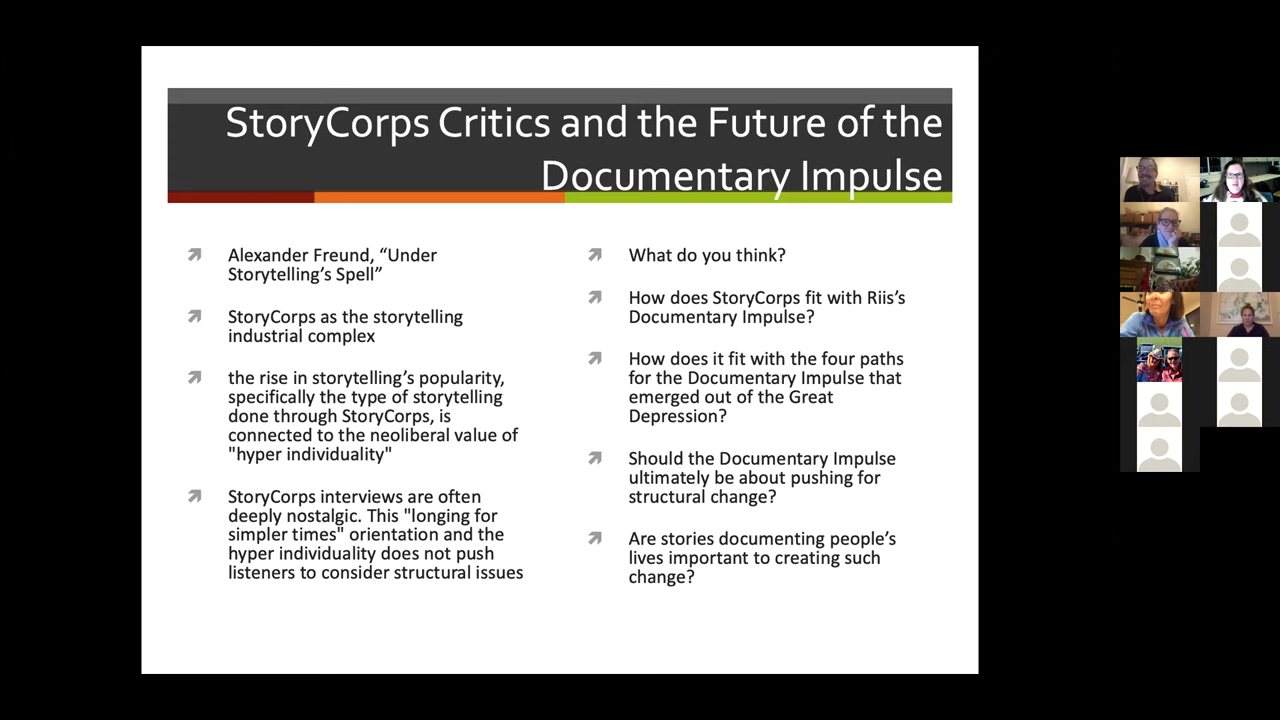 StoryCorps Critics and the Future of the
Documentary Impulse
Alexander Freund, “Under
Storytelling’s Spell”
StoryCorps as the storytelling
industrial complex
the rise in storytelling’s popularity,
specifically the type of storytelling
done through StoryCorps, is
connected to the neoliberal value of
"hyper individuality"
StoryCorps interviews are often
deeply nostalgic. This "longing for
simpler times" orientation and the
hyper individuality does not push
listeners to consider structural issues
What do you think?
How does StoryCorps fit with Riis’s
Documentary Impulse?
How does it fit with the four paths
for the Documentary Impulse that
emerged out of the Great
Depression?
Should the Documentary Impulse
ultimately be about pushing for
structural change?
Are stories documenting people’s
lives important to creating such
change?